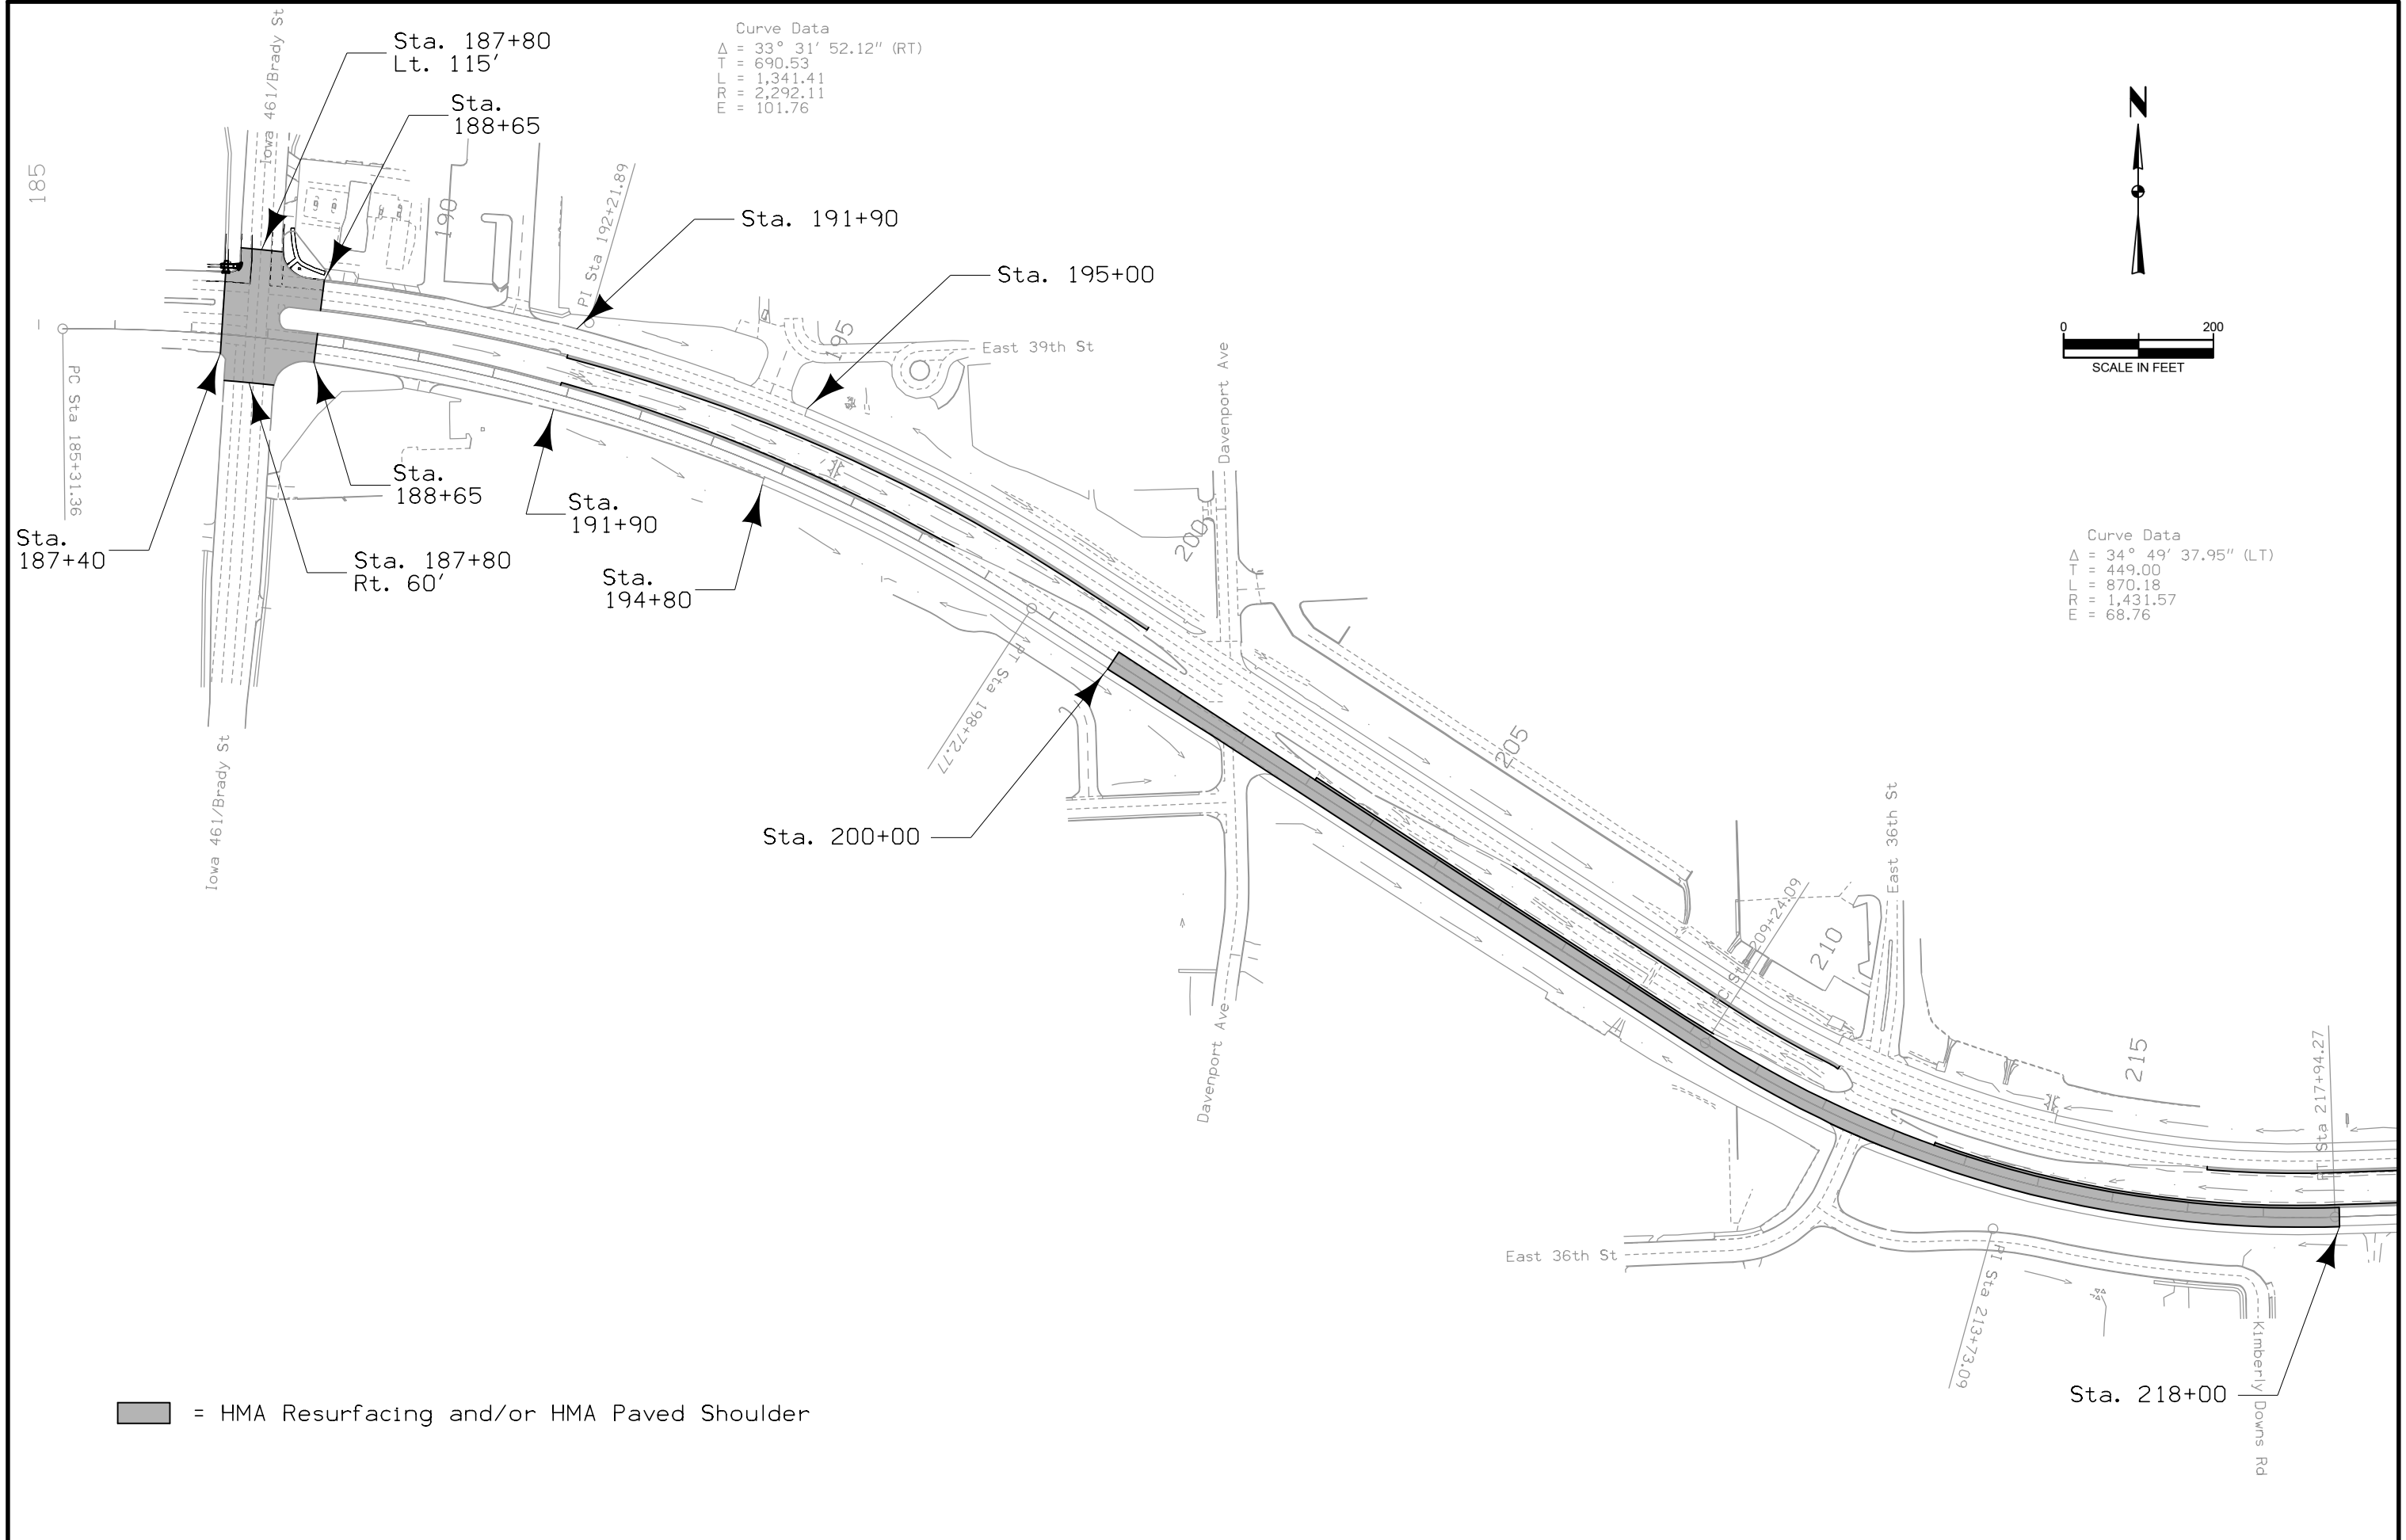 Iowa 461/Brady St
Sta. 187+80
Lt. 115′
Curve Data
Δ = 33° 31′ 52.12″ (RT)
T = 690.53
L = 1,341.41
R = 2,292.11
E = 101.76
Sta.
188+65
N
185
190
PI Sta 192+21.89
Sta. 191+90
Sta. 195+00
0 200
SCALE IN FEET
195
East 39th St
Davenport Ave
PC Sta 185+31.36
Sta.
188+65
Sta.
191+90
Sta.
187+40
Sta. 187+80
Rt. 60′
Sta.
194+80
200
Curve Data
Δ = 34° 49′ 37.95″ (LT)
T = 449.00
L = 870.18
R = 1,431.57
E = 68.76
PT Sta 198+72.77
Iowa 461/Brady St
Sta. 200+00
205
East 36th St
PC Sta 209+24.09
210
Davenport Ave
215
PT Sta 217+94.27
East 36th St
PI Sta 213+73.09
Kimberly Downs Rd
Sta. 218+00
= HMA Resurfacing and/or HMA Paved Shoulder